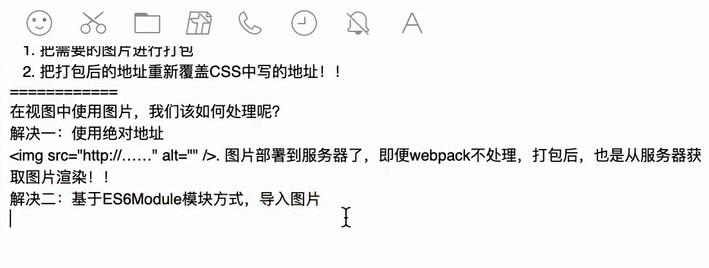 1. 把需要的图片进行打包
2. 把打包后的地址重新覆盖CSS中写的地址！！
============
在视图中使用图片，我们该如何处理呢？
解决一：使用绝对地址
<img src="http://……" alt="" />. 图片部署到服务器了，即便webpack不处理，打包后，也是从服务器获
取图片渲染！！
解决二：基于ES6Module模块方式，导入图片